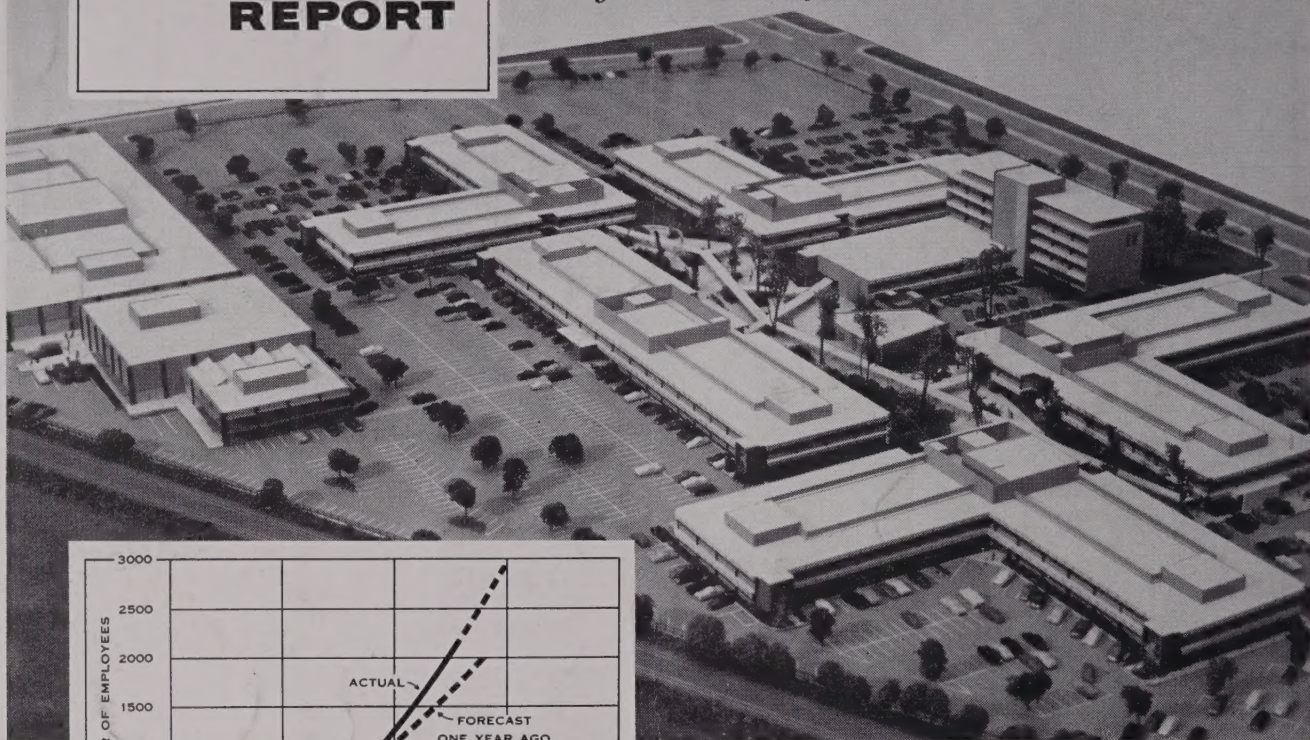 REPORT
3000
2500
2000
1500
OF EMPLOYEES
ACTUAL
FORECAST
ONE YEAR AGO